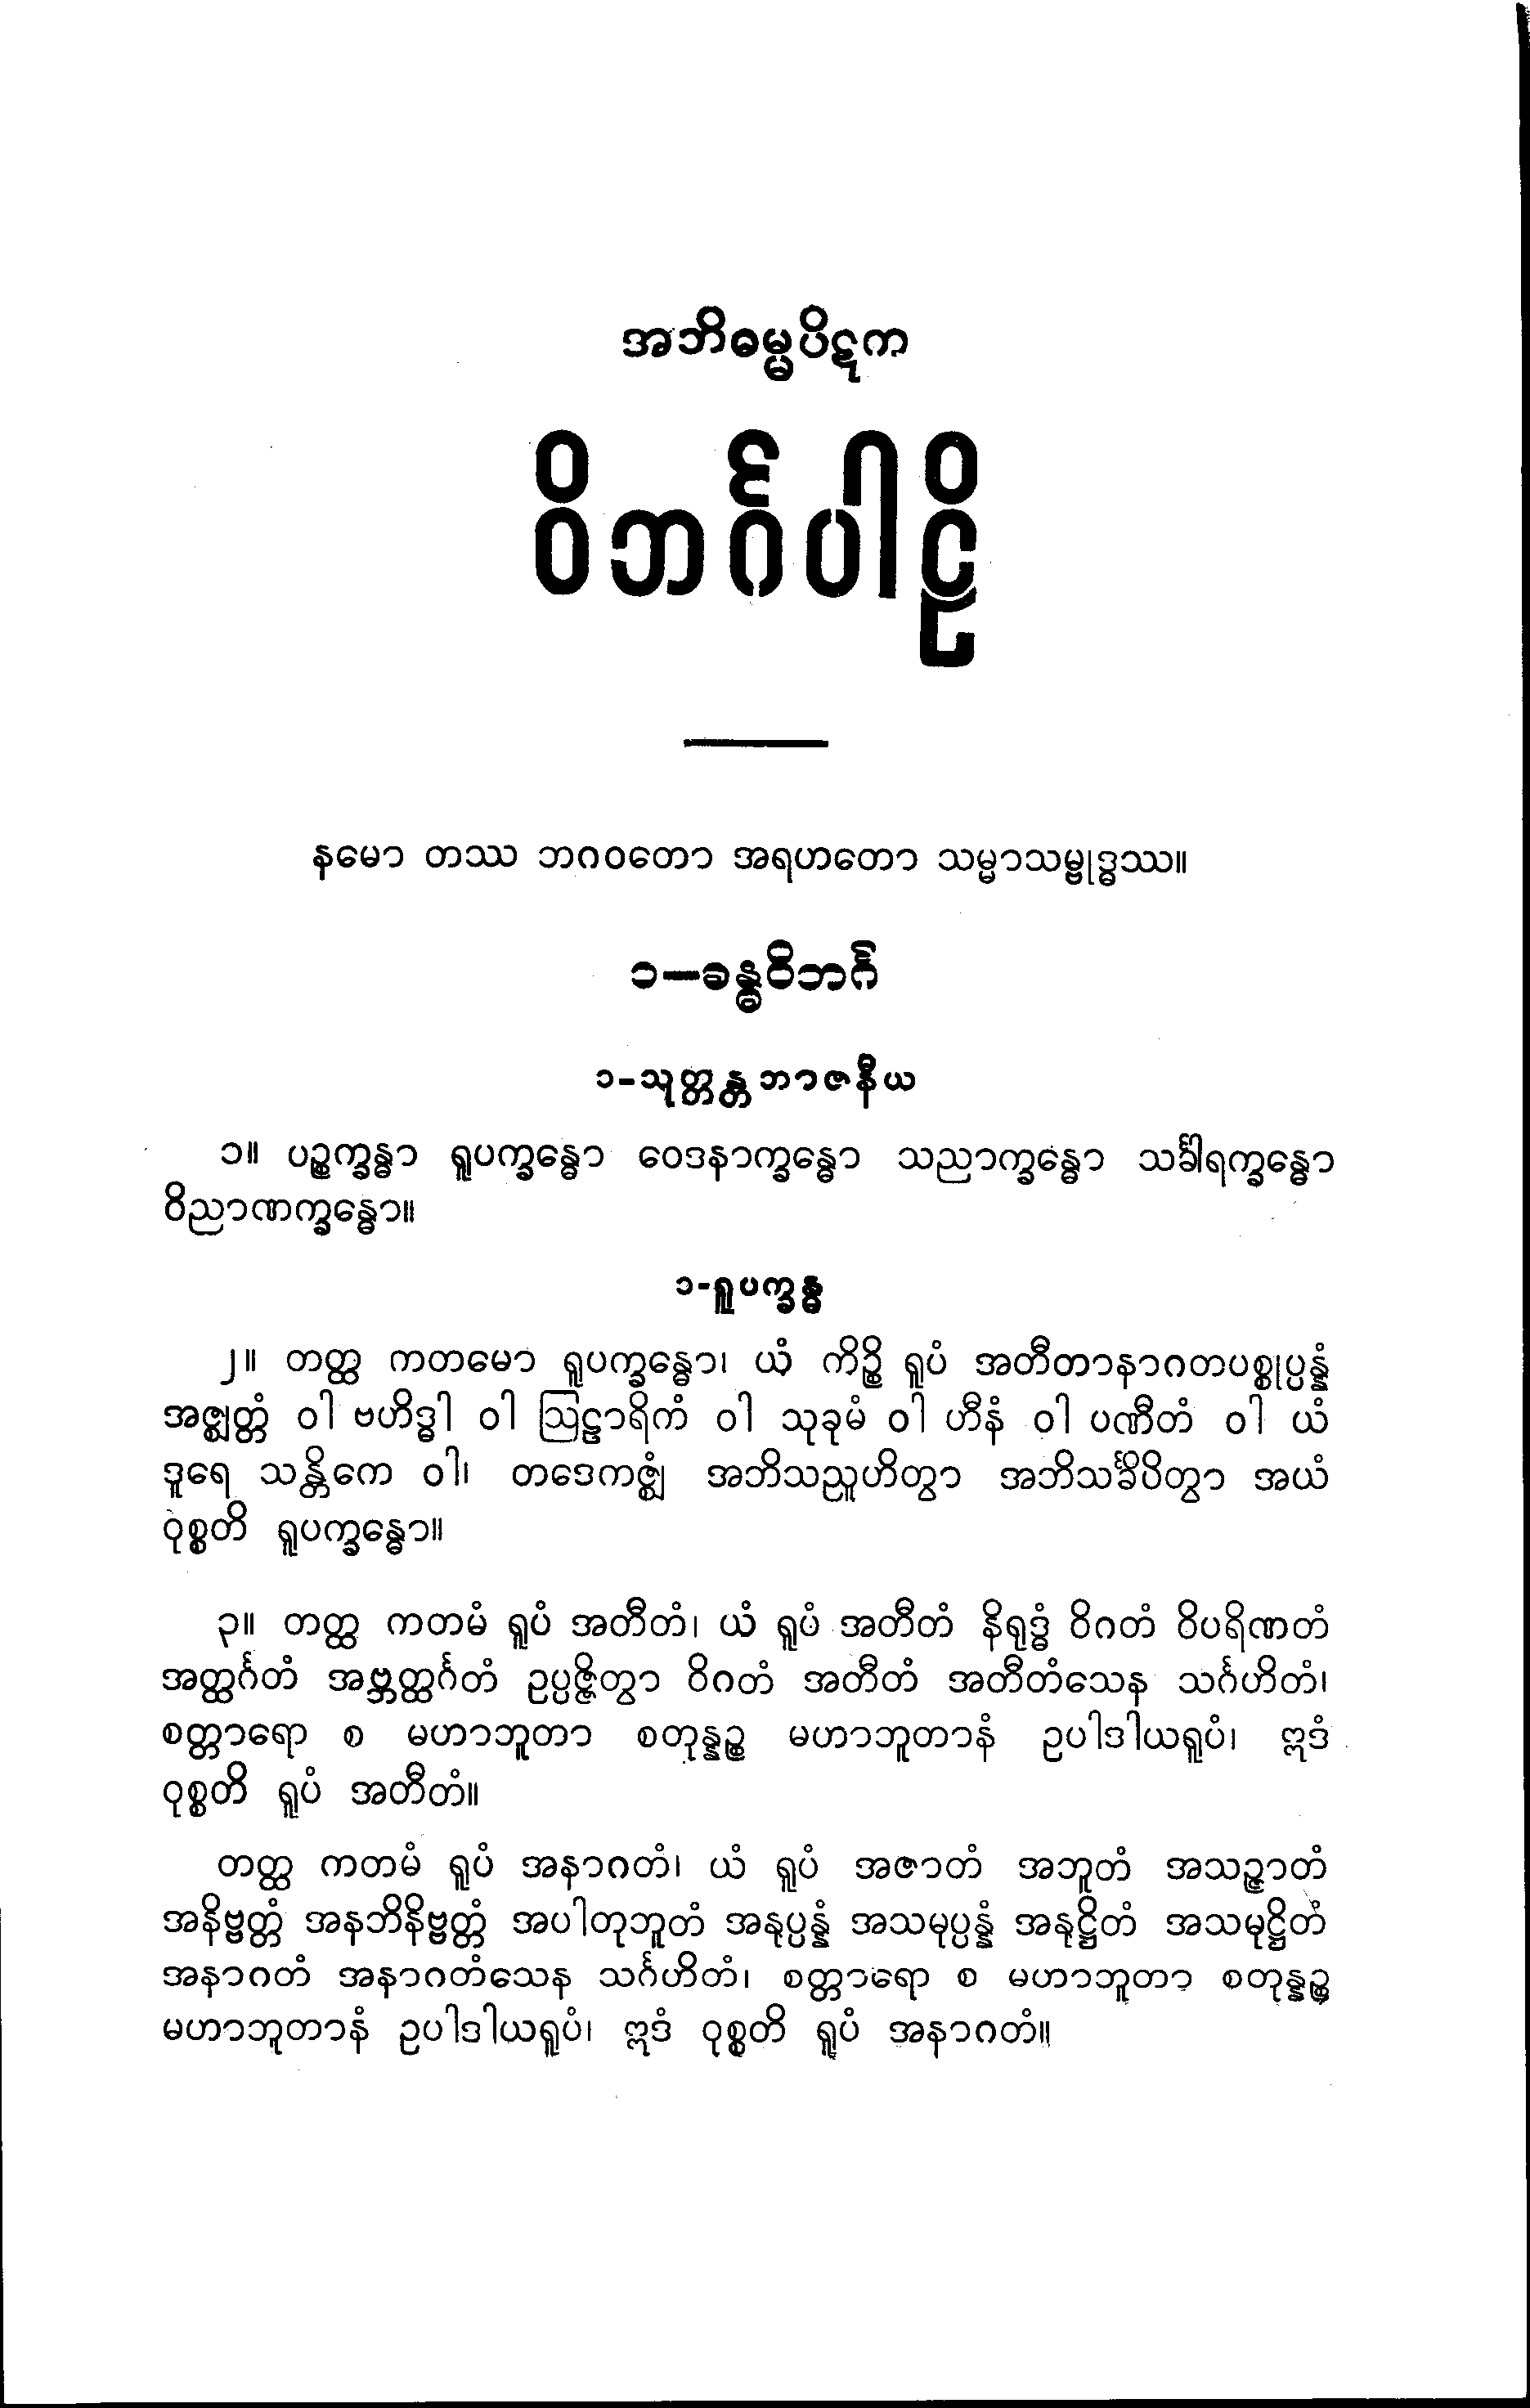 အဘိဓမ္မပိဋက
ဝိဘင်္ဂပါဠိ
နမော တဿ ဘဂဝတော အရဟတော သမ္မာသမ္ဗုဒ္ဓဿ။
၁—ခန္ဓဝိဘင်္ဂ
၁-သုတ္တန္တဘာဇနီယ
၁။ ပဉ္စက္ခန္ဓာ ရူပက္ခန္ဓော ဝေဒနာက္ခန္ဓော သညာက္ခန္ဓော သင်္ခါရက္ခန္ဓော
ဝိညာဏက္ခန္ဓော။
၁-ရူပက္ခန္ဓ
၂။ တတ္ထ ကတမော ရူပက္ခန္ဓော၊ ယံ ကိဉ္စိ ရူပံ အတီတာနာဂတပစ္စုပ္ပန္နံ
အဇ္ဈတ္တံ ဝါ ဗဟိဒ္ဓါ ဝါ ဩဠာရိကံ ဝါ သုခုမံ ဝါ ဟီနံ ဝါ ပဏီတံ ဝါ ယံ
ဒူရေ သန္တိကေ ဝါ၊ တဒေကဇ္ဈံ အဘိသညူဟိတွာ အဘိသင်္ခိပိတွာ အယံ
ဝုစ္စတိ ရူပက္ခန္ဓော။
၃။ တတ္ထ ကတမံ ရူပံ အတီတံ၊ ယံ ရူပံ အတီတံ နိရုဒ္ဓံ ဝိဂတံ ဝိပရိဏတံ
အတ္ထင်္ဂတံ အဗ္ဘတ္ထင်္ဂတံ ဥပ္ပဇ္ဇိတွာ ဝိဂတံ အတီတံ အတီတံသေန သင်္ဂဟိတံ၊
စတ္တာရော စ မဟာဘူတာ စတုန္နဉ္စ မဟာဘူတာနံ ဥပါဒါယရူပံ၊ ဣဒံ
ဝုစ္စတိ ရူပံ အတီတံ။
တတ္ထ ကတမံ ရူပံ အနာဂတံ၊ ယံ ရူပံ အဇာတံ အဘူတံ အသဉ္ဇာတံ
အနိဗ္ဗတ္တံ အနဘိနိဗ္ဗတ္တံ အပါတုဘူတံ အနုပ္ပန္နံ အသမုပ္ပန္နံ အနုဋ္ဌိတံ အသမုဋ္ဌိတံ
အနာဂတံ အနာဂတံသေန သင်္ဂဟိတံ၊ စတ္တာရော စ မဟာဘူတာ စတုန္နဉ္စ
မဟာဘူတာနံ ဥပါဒါယရူပံ၊ ဣဒံ ဝုစ္စတိ ရူပံ အနာဂတံ။